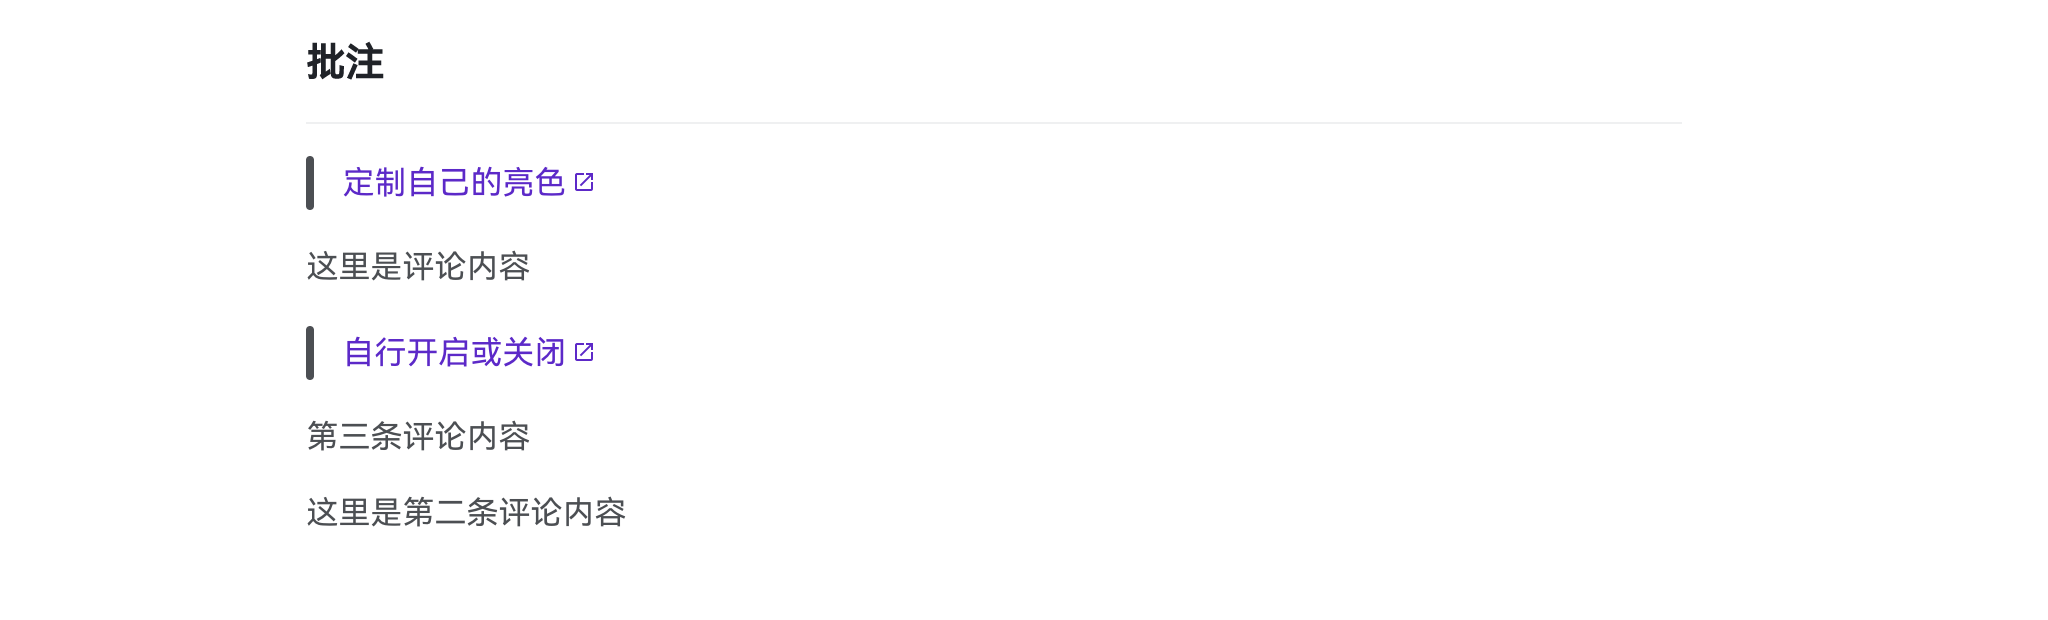 批注
定制自己的亮色
这里是评论内容
自行开启或关闭
第三条评论内容
这里是第二条评论内容